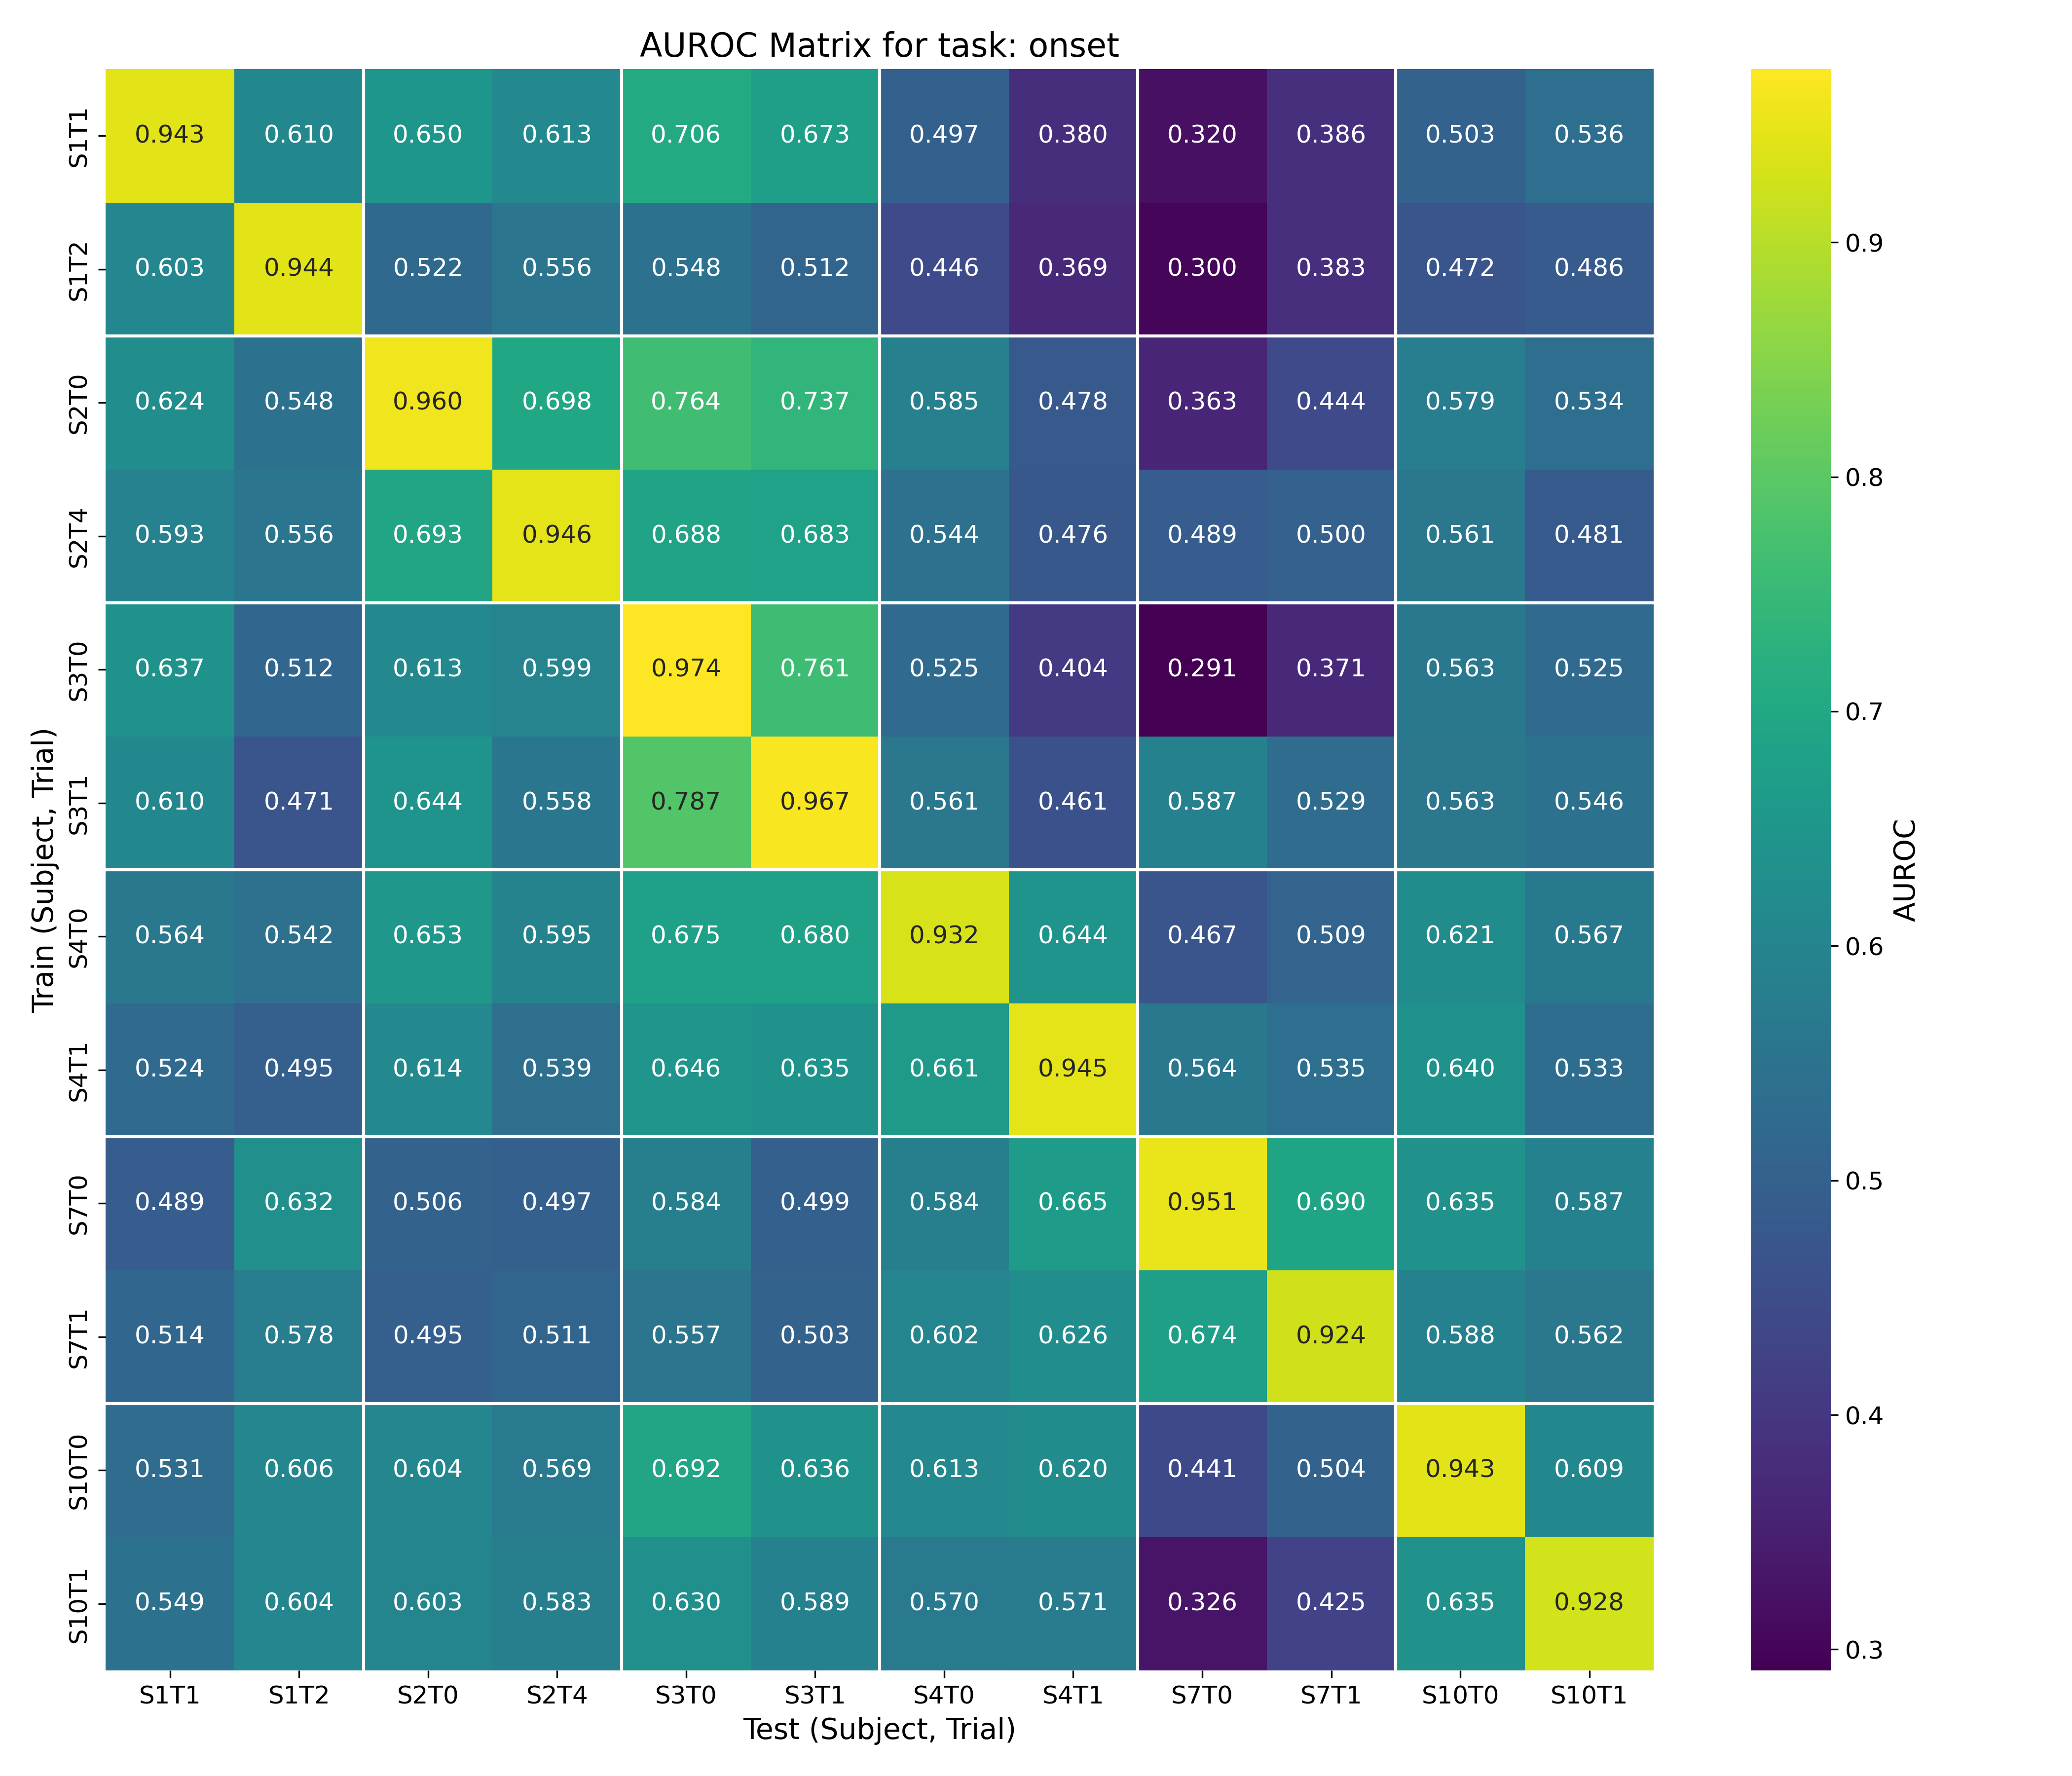 AUROC Matrix for task: onset
Train (Subject, Trial)
S1T1 0.943 0.610 0.650 0.613 0.706 0.673 0.497 0.380 0.320 0.386 0.503 0.536
S1T2 0.603 0.944 0.522 0.556 0.548 0.512 0.446 0.369 0.300 0.383 0.472 0.486
S2T0 0.624 0.548 0.960 0.698 0.764 0.737 0.585 0.478 0.363 0.444 0.579 0.534
S2T4 0.593 0.556 0.693 0.946 0.688 0.683 0.544 0.476 0.489 0.500 0.561 0.481
S3T0 0.637 0.512 0.613 0.599 0.974 0.761 0.525 0.404 0.291 0.371 0.563 0.525
S3T1 0.610 0.471 0.644 0.558 0.787 0.967 0.561 0.461 0.587 0.529 0.563 0.546
S4T0 0.564 0.542 0.653 0.595 0.675 0.680 0.932 0.644 0.467 0.509 0.621 0.567
S4T1 0.524 0.495 0.614 0.539 0.646 0.635 0.661 0.945 0.564 0.535 0.640 0.533
S7T0 0.489 0.632 0.506 0.497 0.584 0.499 0.584 0.665 0.951 0.690 0.635 0.587
S7T1 0.514 0.578 0.495 0.511 0.557 0.503 0.602 0.626 0.674 0.924 0.588 0.562
S10T0 0.531 0.606 0.604 0.569 0.692 0.636 0.613 0.620 0.441 0.504 0.943 0.609
S10T1 0.549 0.604 0.603 0.583 0.630 0.589 0.570 0.571 0.326 0.425 0.635 0.928
S1T1 S1T2 S2T0 S2T4 S3T0 S3T1 S4T0 S4T1 S7T0 S7T1 S10T0 S10T1
Test (Subject, Trial)
0.9
0.8
0.7
0.6
0.5
0.4
0.3
AUROC